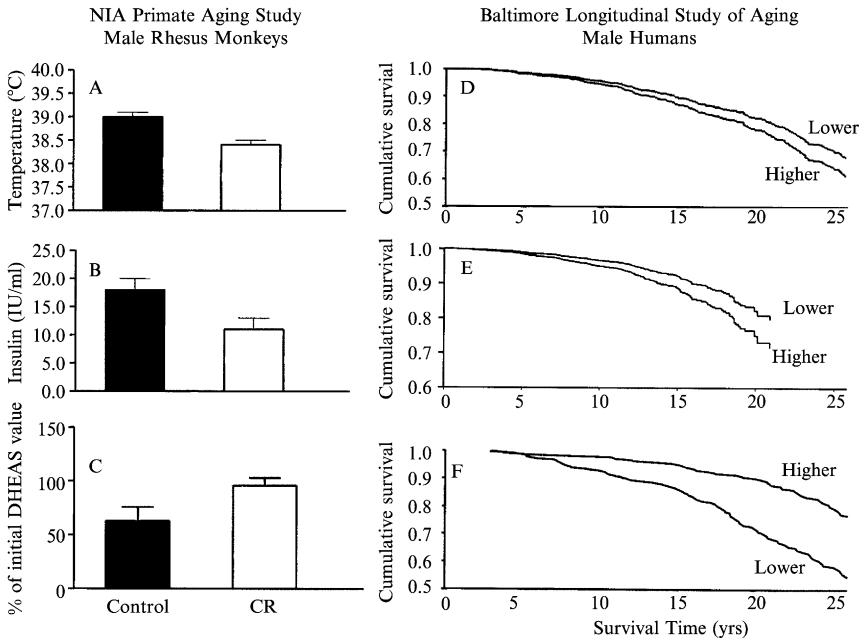 NIA Primate Aging Study
Male Rhesus Monkeys
Baltimore Longitudinal Study of Aging
Male Humans
Temperature (°C)
40.0
39.5
39.0
38.5
38.0
37.5
37.0
A
Cumulative survial
1.0
0.9
0.8
0.7
0.6
0.5
D
Lower
Higher
0 5 10 15 20 25
Insulin (IU/ml)
25.0
20.0
15.0
10.0
5.0
0.0
B
Cumulative survival
1.0
0.9
0.8
0.7
0.6
E
Lower
Higher
0 5 10 15 20 25
% of initial DHEAS value
150
100
50
0
C
Control CR
Cumulative survival
1.0
0.9
0.8
0.7
0.6
0.5
F
Higher
Lower
0 5 10 15 20 25
Survival Time (yrs)